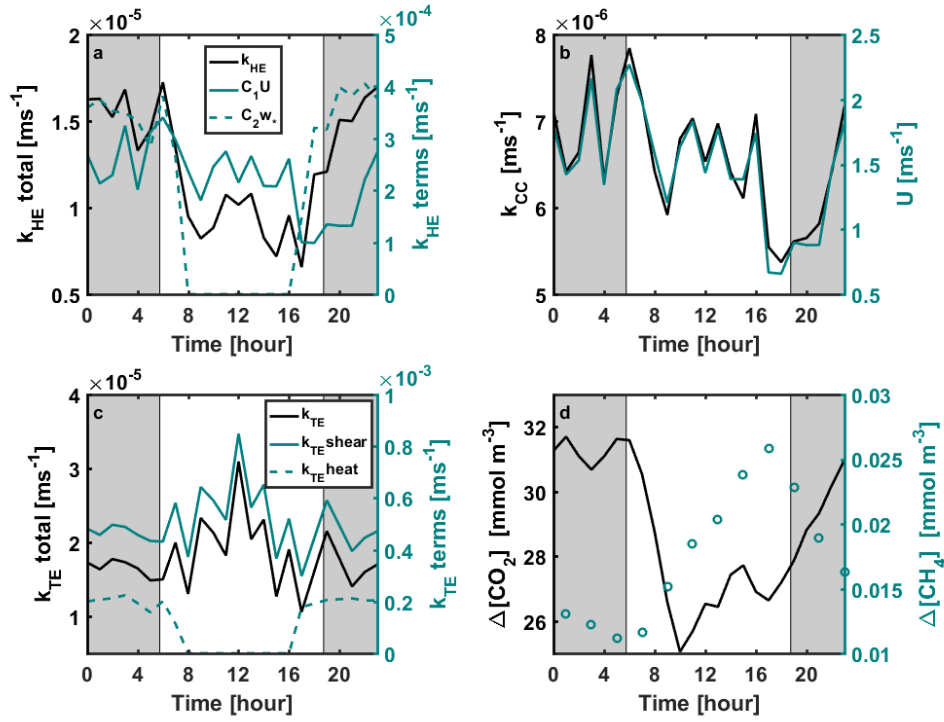 ×10⁻⁵
×10⁻⁴
a
k_HE
C₁U
C₂w_*
k_HE total [ms⁻¹]
k_HE terms [ms⁻¹]
2
1.5
1
0.5
5
4
3
2
1
0
0 4 8 12 16 20
Time [hour]
×10⁻⁶
b
k_CC [ms⁻¹]
U [ms⁻¹]
8
7
6
5
2.5
2
1.5
1
0.5
0 4 8 12 16 20
Time [hour]
×10⁻⁵
×10⁻³
c
k_TE
k_TE shear
k_TE heat
k_TE total [ms⁻¹]
k_TE terms [ms⁻¹]
4
3
2
1
1
0.8
0.6
0.4
0.2
0
0 4 8 12 16 20
Time [hour]
d
Δ[CO₂] [mmol m⁻³]
Δ[CH₄] [mmol m⁻³]
32
30
28
26
0.03
0.025
0.02
0.015
0.01
0 4 8 12 16 20
Time [hour]